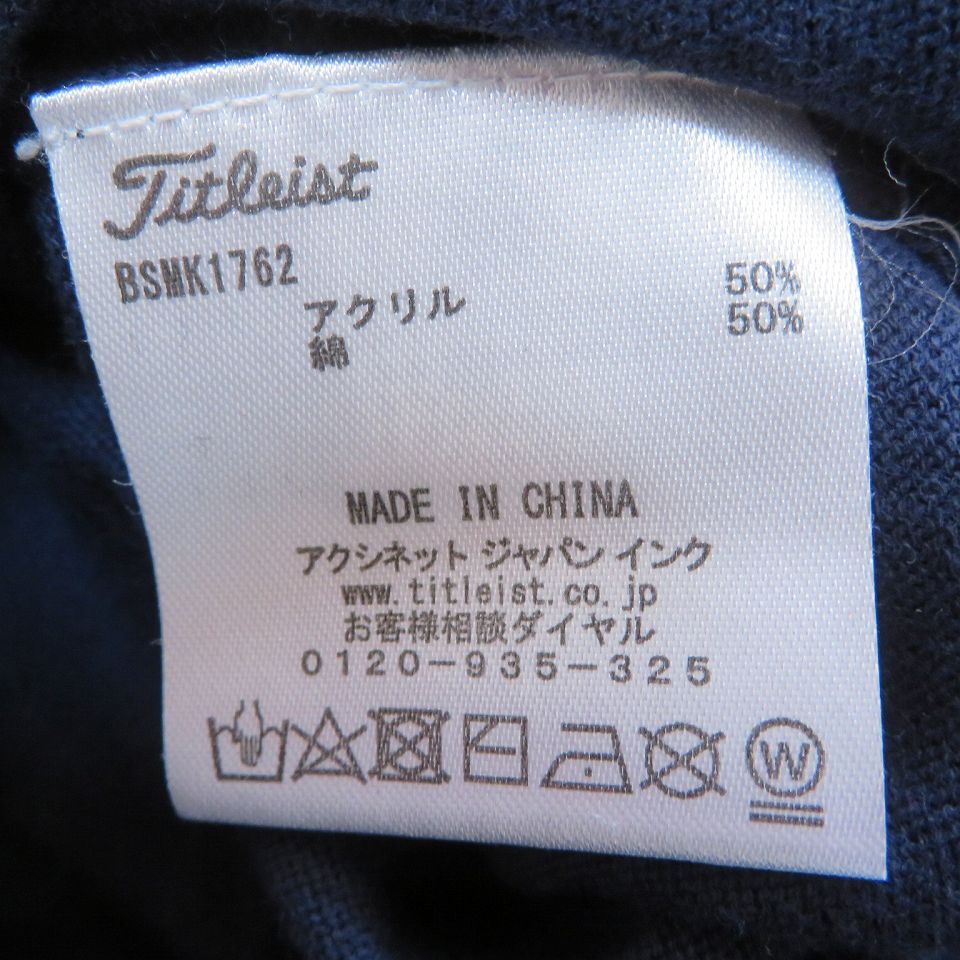 Titleist
BSMK1762
アクリル 50%
綿 50%
MADE IN CHINA
アクシネット ジャパン インク
www.titleist.co.jp
お客様相談ダイヤル
0120-935-325
W